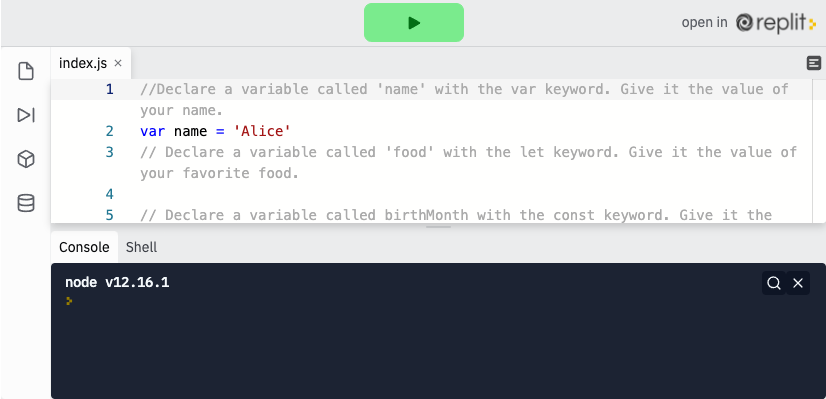 open in replit
index.js ×
1 //Declare a variable called 'name' with the var keyword. Give it the value of
your name.
2 var name = 'Alice'
3 // Declare a variable called 'food' with the let keyword. Give it the value of
your favorite food.
4
5 // Declare a variable called birthMonth with the const keyword. Give it the
Console Shell
node v12.16.1